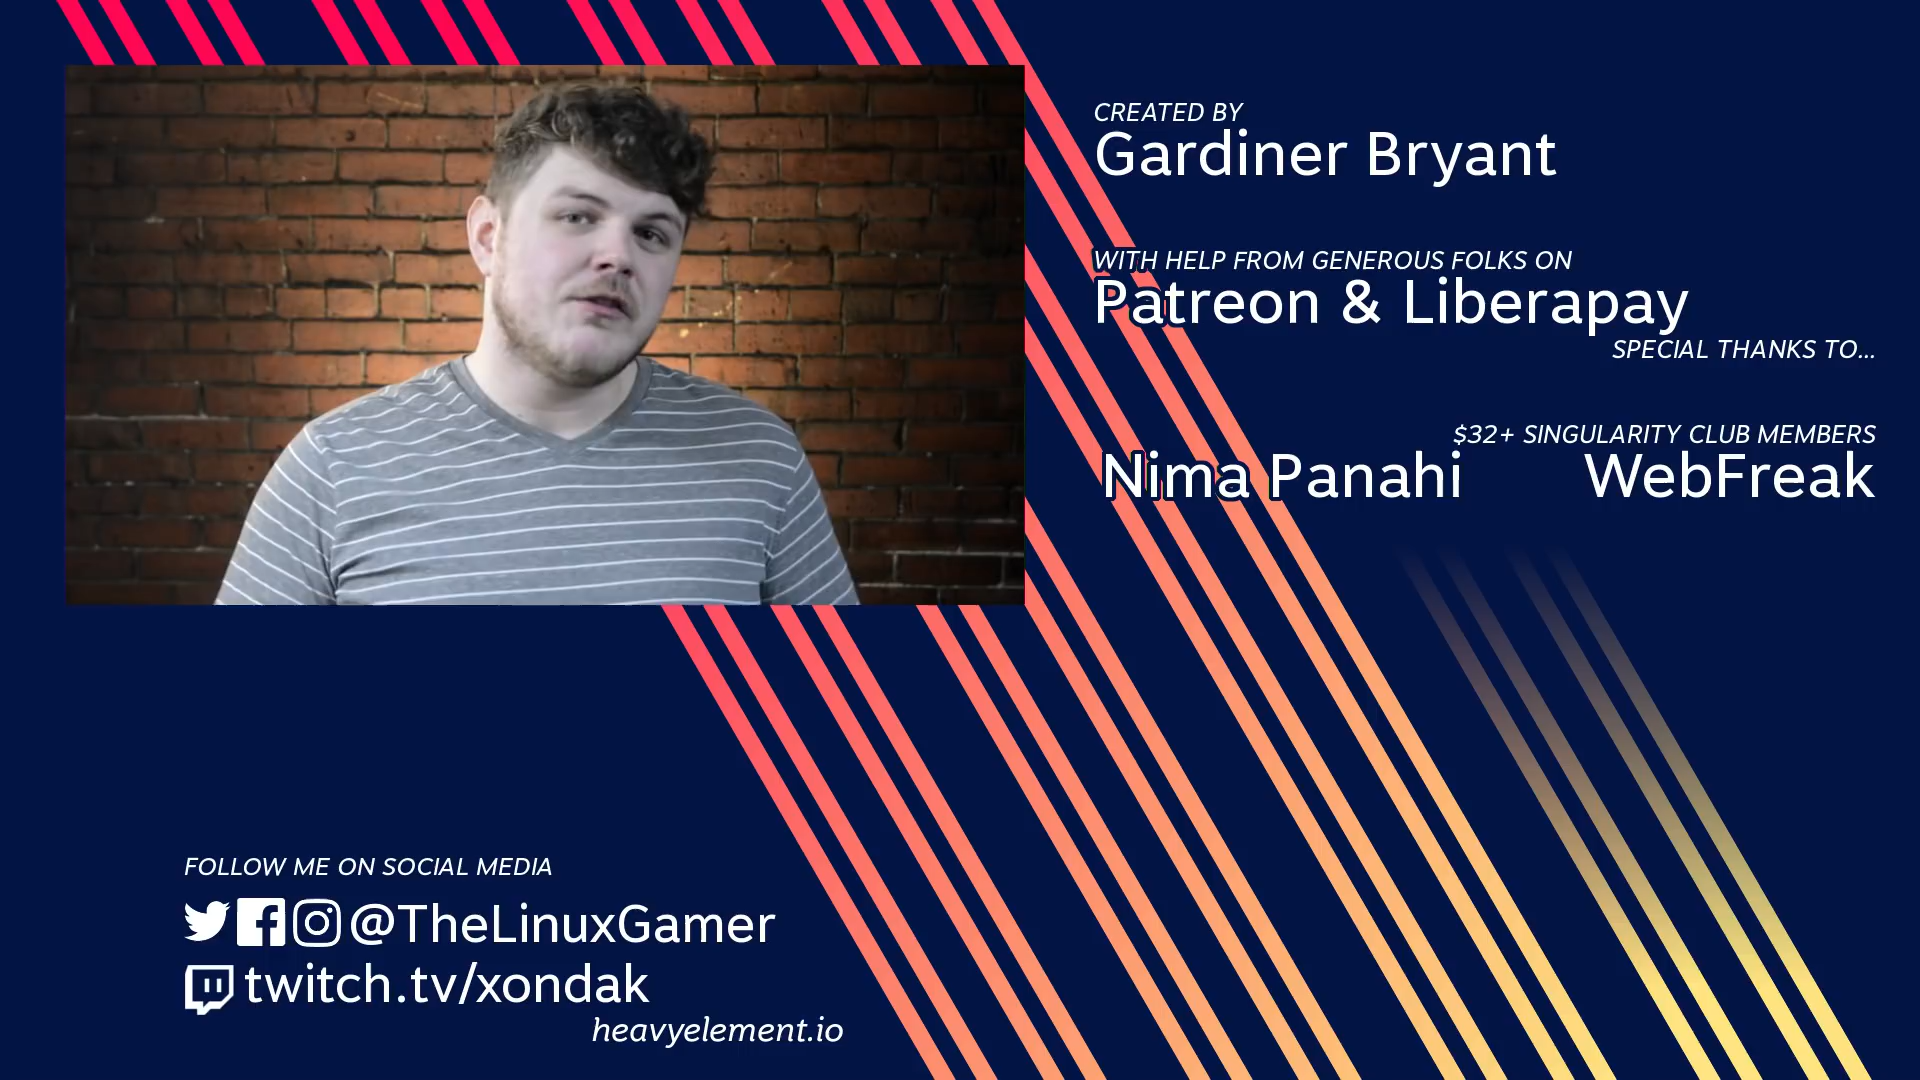 CREATED BY
Gardiner Bryant
WITH HELP FROM GENEROUS FOLKS ON
Patreon & Liberapay
SPECIAL THANKS TO...
$32+ SINGULARITY CLUB MEMBERS
Nima Panahi WebFreak
FOLLOW ME ON SOCIAL MEDIA
@TheLinuxGamer
twitch.tv/xondak
heavyelement.io